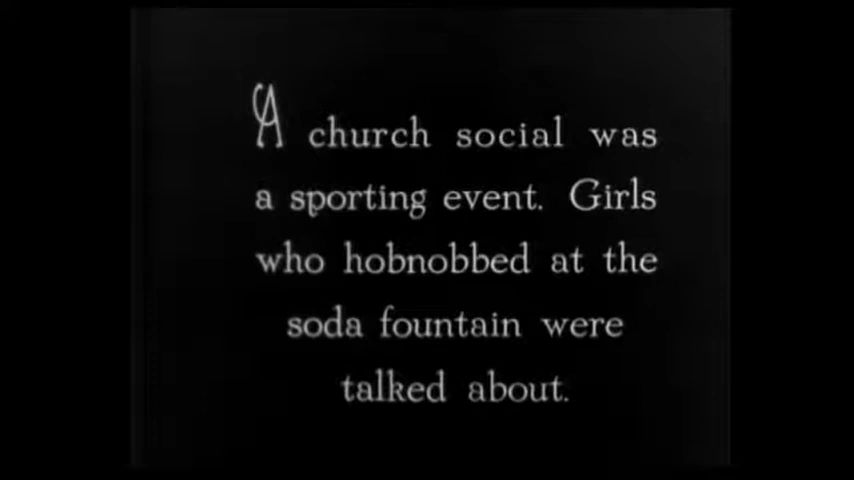 A church social was
a sporting event. Girls
who hobnobbed at the
soda fountain were
talked about.